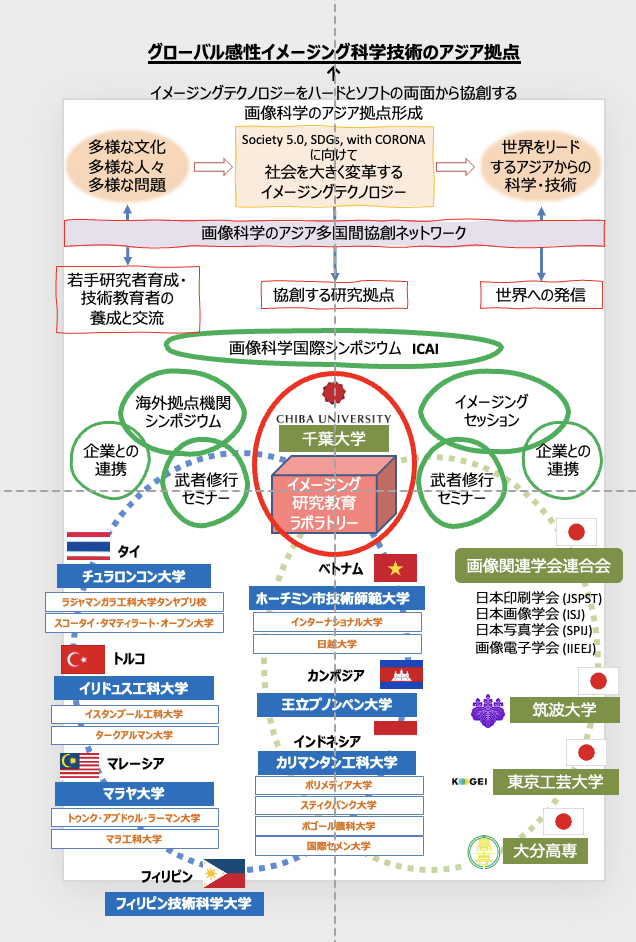 グローバル感性イメージング科学技術のアジア拠点
イメージングテクノロジーをハードとソフトの両面から協創する
画像科学のアジア拠点形成
多様な文化
多様な人々
多様な問題
Society 5.0, SDGs, with CORONA
に向けて
社会を大きく変革する
イメージングテクノロジー
世界をリード
するアジアからの
科学・技術
画像科学のアジア多国間協創ネットワーク
若手研究者育成・
技術教育者の
養成と交流
協創する研究拠点
世界への発信
画像科学国際シンポジウム ICAI
海外拠点機関
シンポジウム
企業との
連携
武者修行
セミナー
CHIBA UNIVERSITY
千葉大学
イメージング
研究教育
ラボラトリー
イメージング
セッション
武者修行
セミナー
企業との
連携
タイ
チュラロンコン大学
ラジャマンガラ工科大学タンヤブリ校
スコータイ・タマティラート・オープン大学
トルコ
イリドュス工科大学
イスタンブール工科大学
タークアルマン大学
マレーシア
マラヤ大学
トゥンク・アブドゥル・ラーマン大学
マラ工科大学
フィリピン
フィリピン技術科学大学
ベトナム
ホーチミン市技術師範大学
インターナショナル大学
日越大学
カンポジア
王立プノンペン大学
インドネシア
カリマンタン工科大学
ポリメディア大学
スティクバンク大学
ボゴール農科大学
国際セメン大学
画像関連学会連合会
日本印刷学会 (JSPST)
日本画像学会 (ISJ)
日本写真学会 (SPIJ)
画像電子学会 (IIEEJ)
筑波大学
KOGEI
東京工芸大学
高専
大分高専